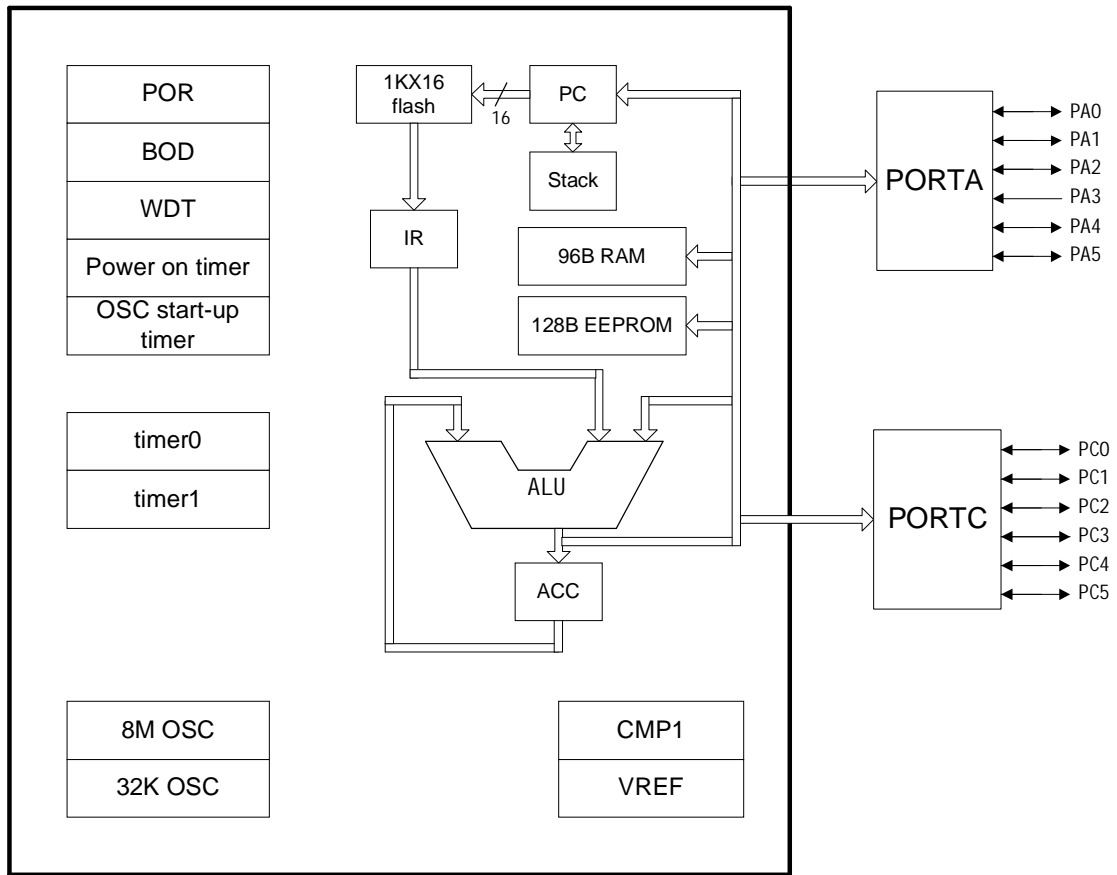 POR
BOD
WDT
Power on timer
OSC start-up
timer
timer0
timer1
8M OSC
32K OSC
1KX16
flash
16
PC
Stack
IR
96B RAM
128B EEPROM
ALU
ACC
CMP1
VREF
PORTA
PA0
PA1
PA2
PA3
PA4
PA5
PORTC
PC0
PC1
PC2
PC3
PC4
PC5